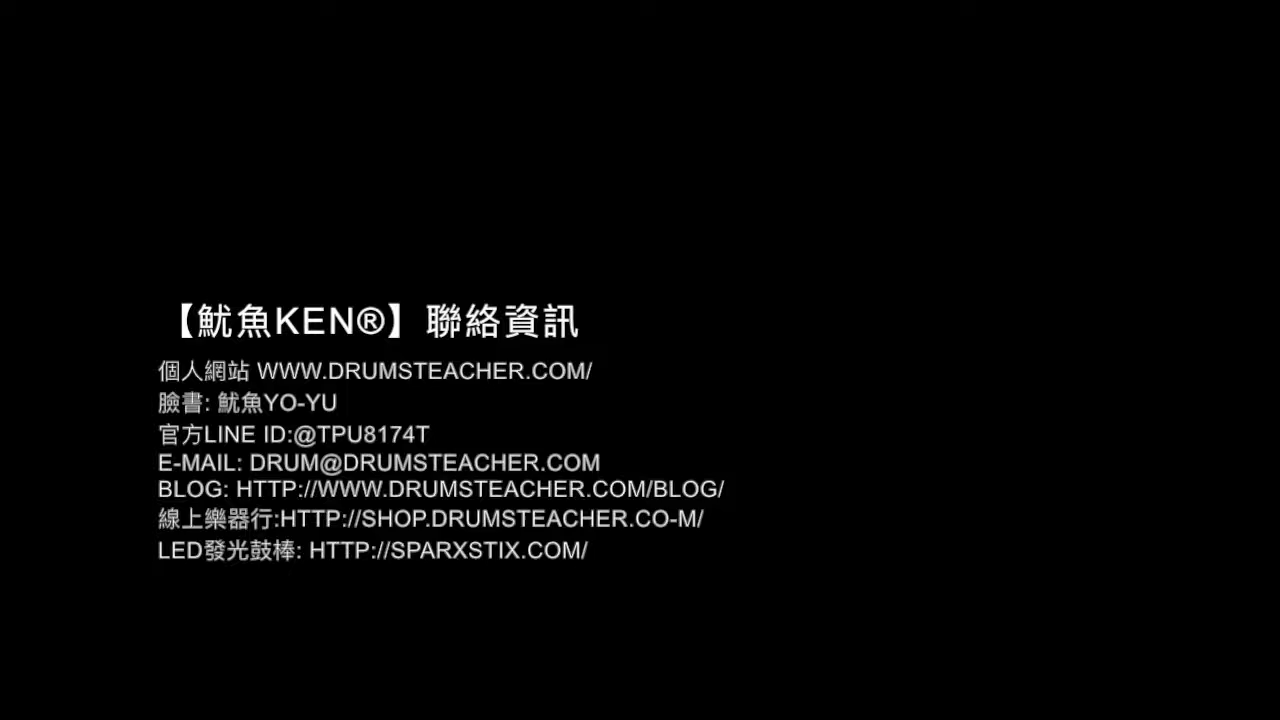 【魷魚KEN®】聯絡資訊
個人網站 WWW.DRUMSTEACHER.COM/
臉書: 魷魚YO-YU
官方LINE ID:@TPU8174T
E-MAIL: DRUM@DRUMSTEACHER.COM
BLOG: HTTP://WWW.DRUMSTEACHER.COM/BLOG/
線上樂器行:HTTP://SHOP.DRUMSTEACHER.CO-M/
LED發光鼓棒: HTTP://SPARXSTIX.COM/